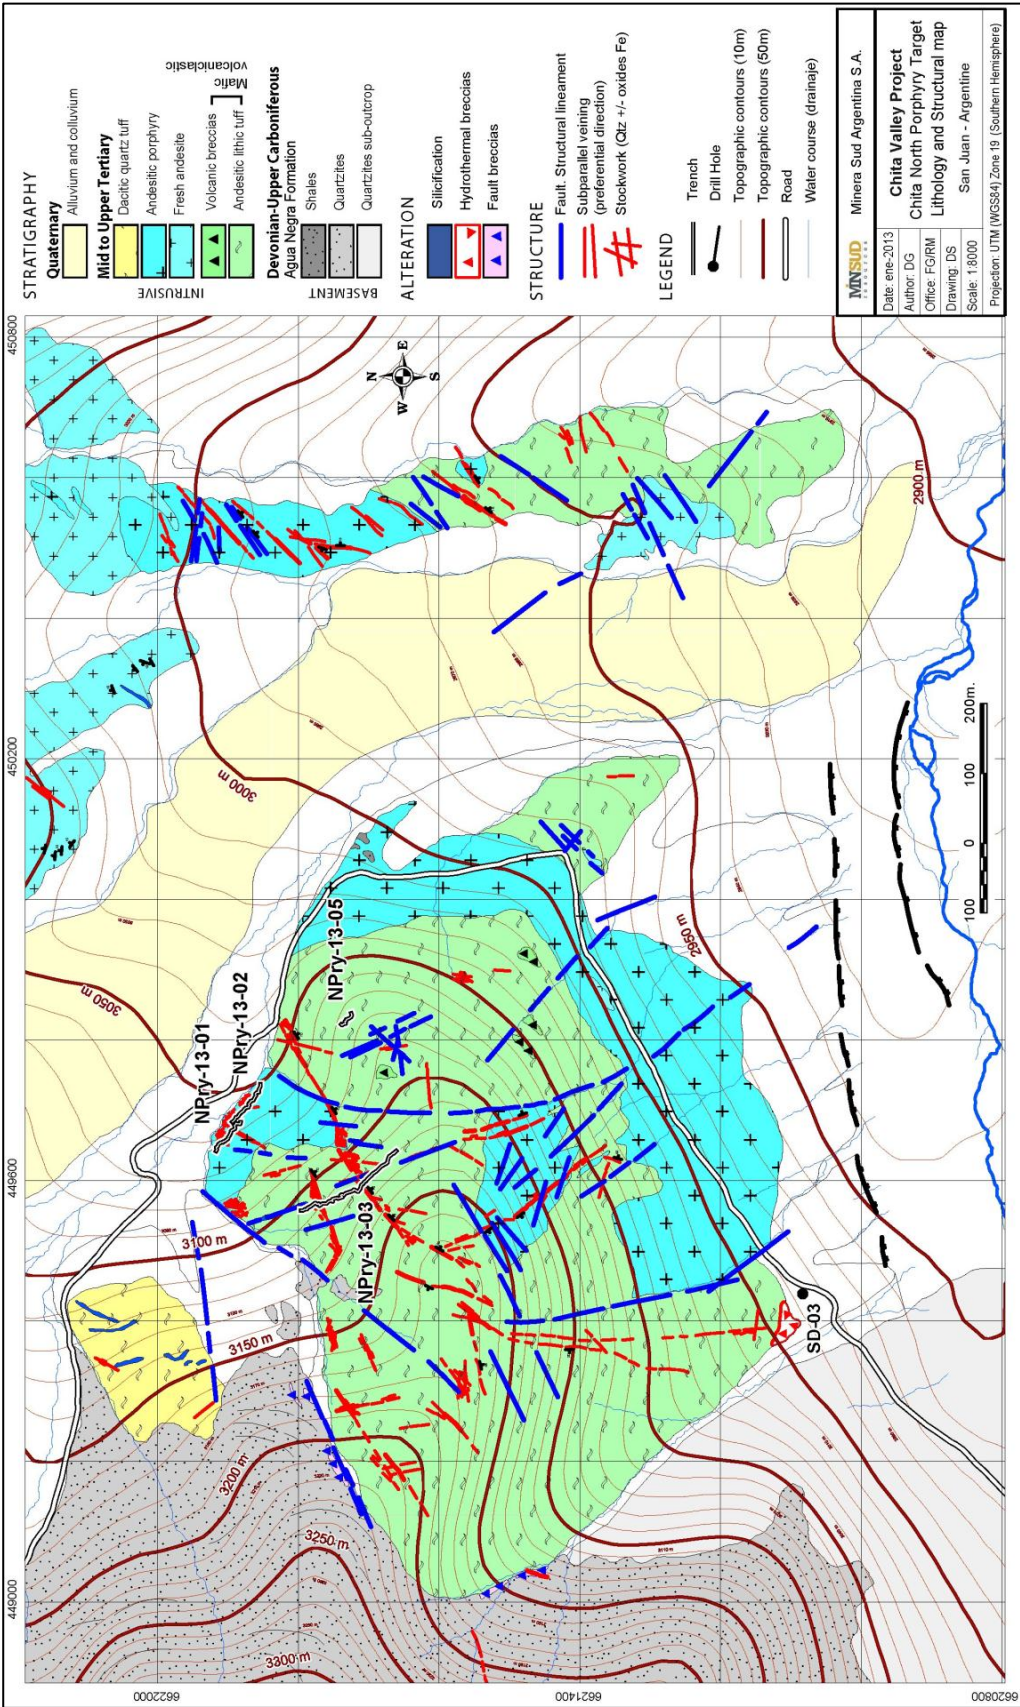 STRATIGRAPHY
Quaternary
Alluvium and colluvium
Mid to Upper Tertiary
Dacitic quartz tuff
Andesitic porphyry
Fresh andesite
INTRUSIVE
Volcanic breccias
Andesitic lithic tuff
Mafic
volcaniclastic
Devonian-Upper Carboniferous
Agua Negra Formation
Shales
Quartzites
Quartzites sub-outcrop
BASEMENT
ALTERATION
Silicification
Hydrothermal breccias
Fault breccias
STRUCTURE
Fault. Structural lineament
Subparallel veining
(preferential direction)
Stockwork (Qtz +/- oxides Fe)
LEGEND
Trench
Drill Hole
Topographic contours (10m)
Topographic contours (50m)
Road
Water course (drainaje)
MINSUD
Minera Sud Argentina S.A.
Date: ene-2013
Author: DG
Office: FG/RM
Drawing: DS
Scale: 1:8000
Chita Valley Project
Chita North Porphyry Target
Lithology and Structural map
San Juan - Argentine
Projection: UTM (WGS84) Zone 19 (Southern Hemisphere)
449000
449600
450200
450800
6622000
6621400
6620800
N
W
E
S
3300 m
3250 m
3200 m
3150 m
3100 m
3050 m
3000 m
2950 m
2900 m
NPry-13-01
NPry-13-02
NPry-13-05
NPry-13-03
SD-03
100
0
100
200m.